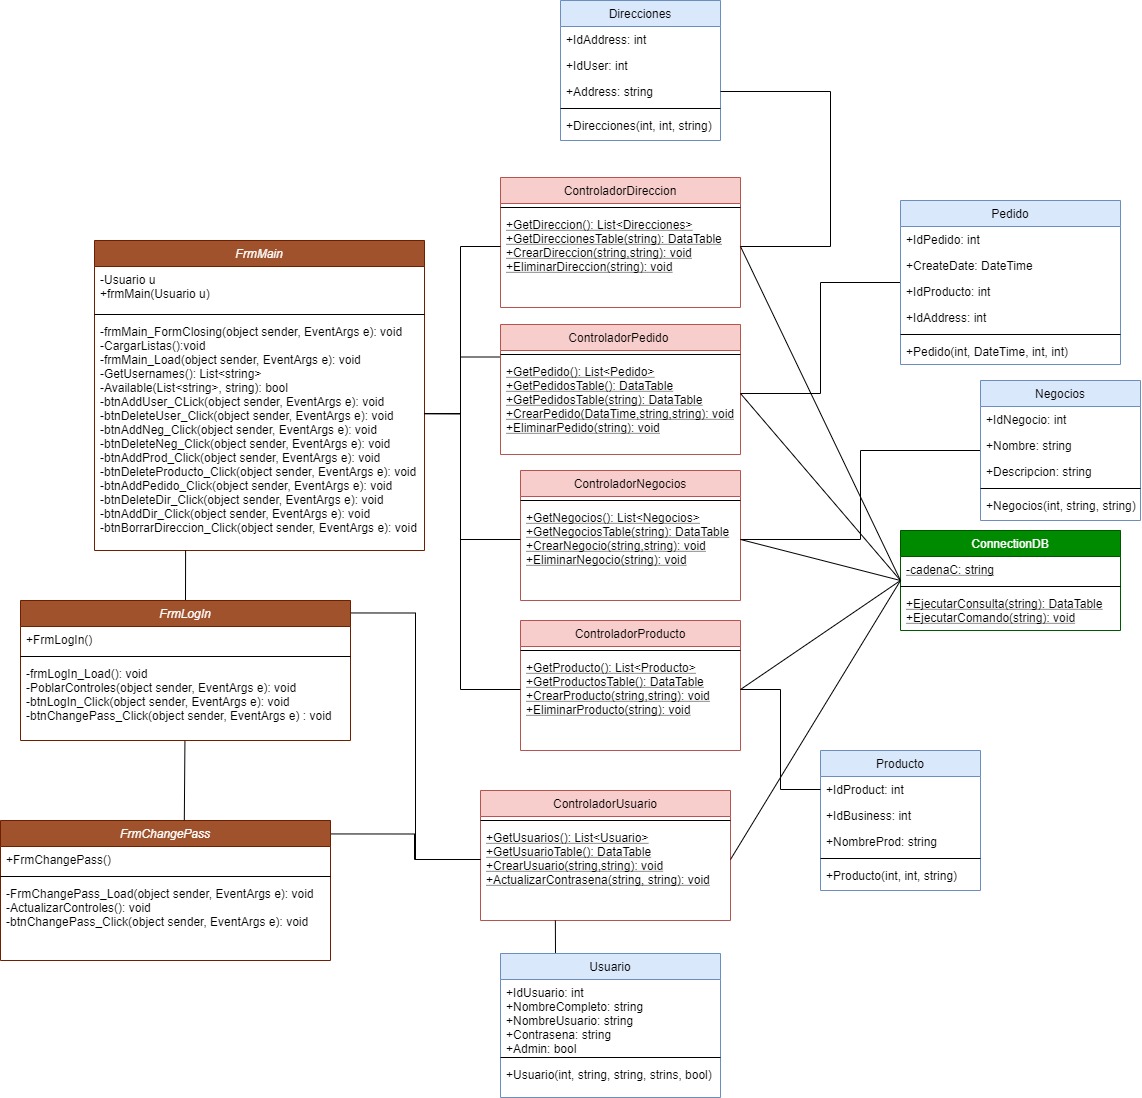 Direcciones
+IdAddress: int
+IdUser: int
+Address: string
+Direcciones(int, int, string)
ControladorDireccion
+GetDireccion(): List<Direcciones>
+GetDireccionesTable(string): DataTable
+CrearDireccion(string,string): void
+EliminarDireccion(string): void
Pedido
+IdPedido: int
+CreateDate: DateTime
+IdProducto: int
+IdAddress: int
+Pedido(int, DateTime, int, int)
FrmMain
-Usuario u
+frmMain(Usuario u)
-frmMain_FormClosing(object sender, EventArgs e): void
-CargarListas():void
-frmMain_Load(object sender, EventArgs e): void
-GetUsernames(): List<string>
-Available(List<string>, string): bool
-btnAddUser_CLick(object sender, EventArgs e): void
-btnDeleteUser_Click(object sender, EventArgs e): void
-btnAddNeg_Click(object sender, EventArgs e): void
-btnDeleteNeg_Click(object sender, EventArgs e): void
-btnAddProd_Click(object sender, EventArgs e): void
-btnDeleteProducto_Click(object sender, EventArgs e): void
-btnAddPedido_Click(object sender, EventArgs e): void
-btnDeleteDir_Click(object sender, EventArgs e): void
-btnAddDir_Click(object sender, EventArgs e): void
-btnBorrarDireccion_Click(object sender, EventArgs e): void
ControladorPedido
+GetPedido(): List<Pedido>
+GetPedidosTable(): DataTable
+GetPedidosTable(string): DataTable
+CrearPedido(DataTime,string,string): void
+EliminarPedido(string): void
Negocios
+IdNegocio: int
+Nombre: string
+Descripcion: string
+Negocios(int, string, string)
ControladorNegocios
+GetNegocios(): List<Negocios>
+GetNegociosTable(string): DataTable
+CrearNegocio(string,string): void
+EliminarNegocio(string): void
ConnectionDB
-cadenaC: string
+EjecutarConsulta(string): DataTable
+EjecutarComando(string): void
FrmLogIn
+FrmLogIn()
-frmLogIn_Load(): void
-PoblarControles(object sender, EventArgs e): void
-btnLogIn_Click(object sender, EventArgs e): void
-btnChangePass_Click(object sender, EventArgs e) : void
ControladorProducto
+GetProducto(): List<Producto>
+GetProductosTable(): DataTable
+CrearProducto(string,string): void
+EliminarProducto(string): void
Producto
+IdProduct: int
+IdBusiness: int
+NombreProd: string
+Producto(int, int, string)
FrmChangePass
+FrmChangePass()
-FrmChangePass_Load(object sender, EventArgs e): void
-ActualizarControles(): void
-btnChangePass_Click(object sender, EventArgs e): void
ControladorUsuario
+GetUsuarios(): List<Usuario>
+GetUsuarioTable(): DataTable
+CrearUsuario(string,string): void
+ActualizarContrasena(string, string): void
Usuario
+IdUsuario: int
+NombreCompleto: string
+NombreUsuario: string
+Contrasena: string
+Admin: bool
+Usuario(int, string, string, strins, bool)